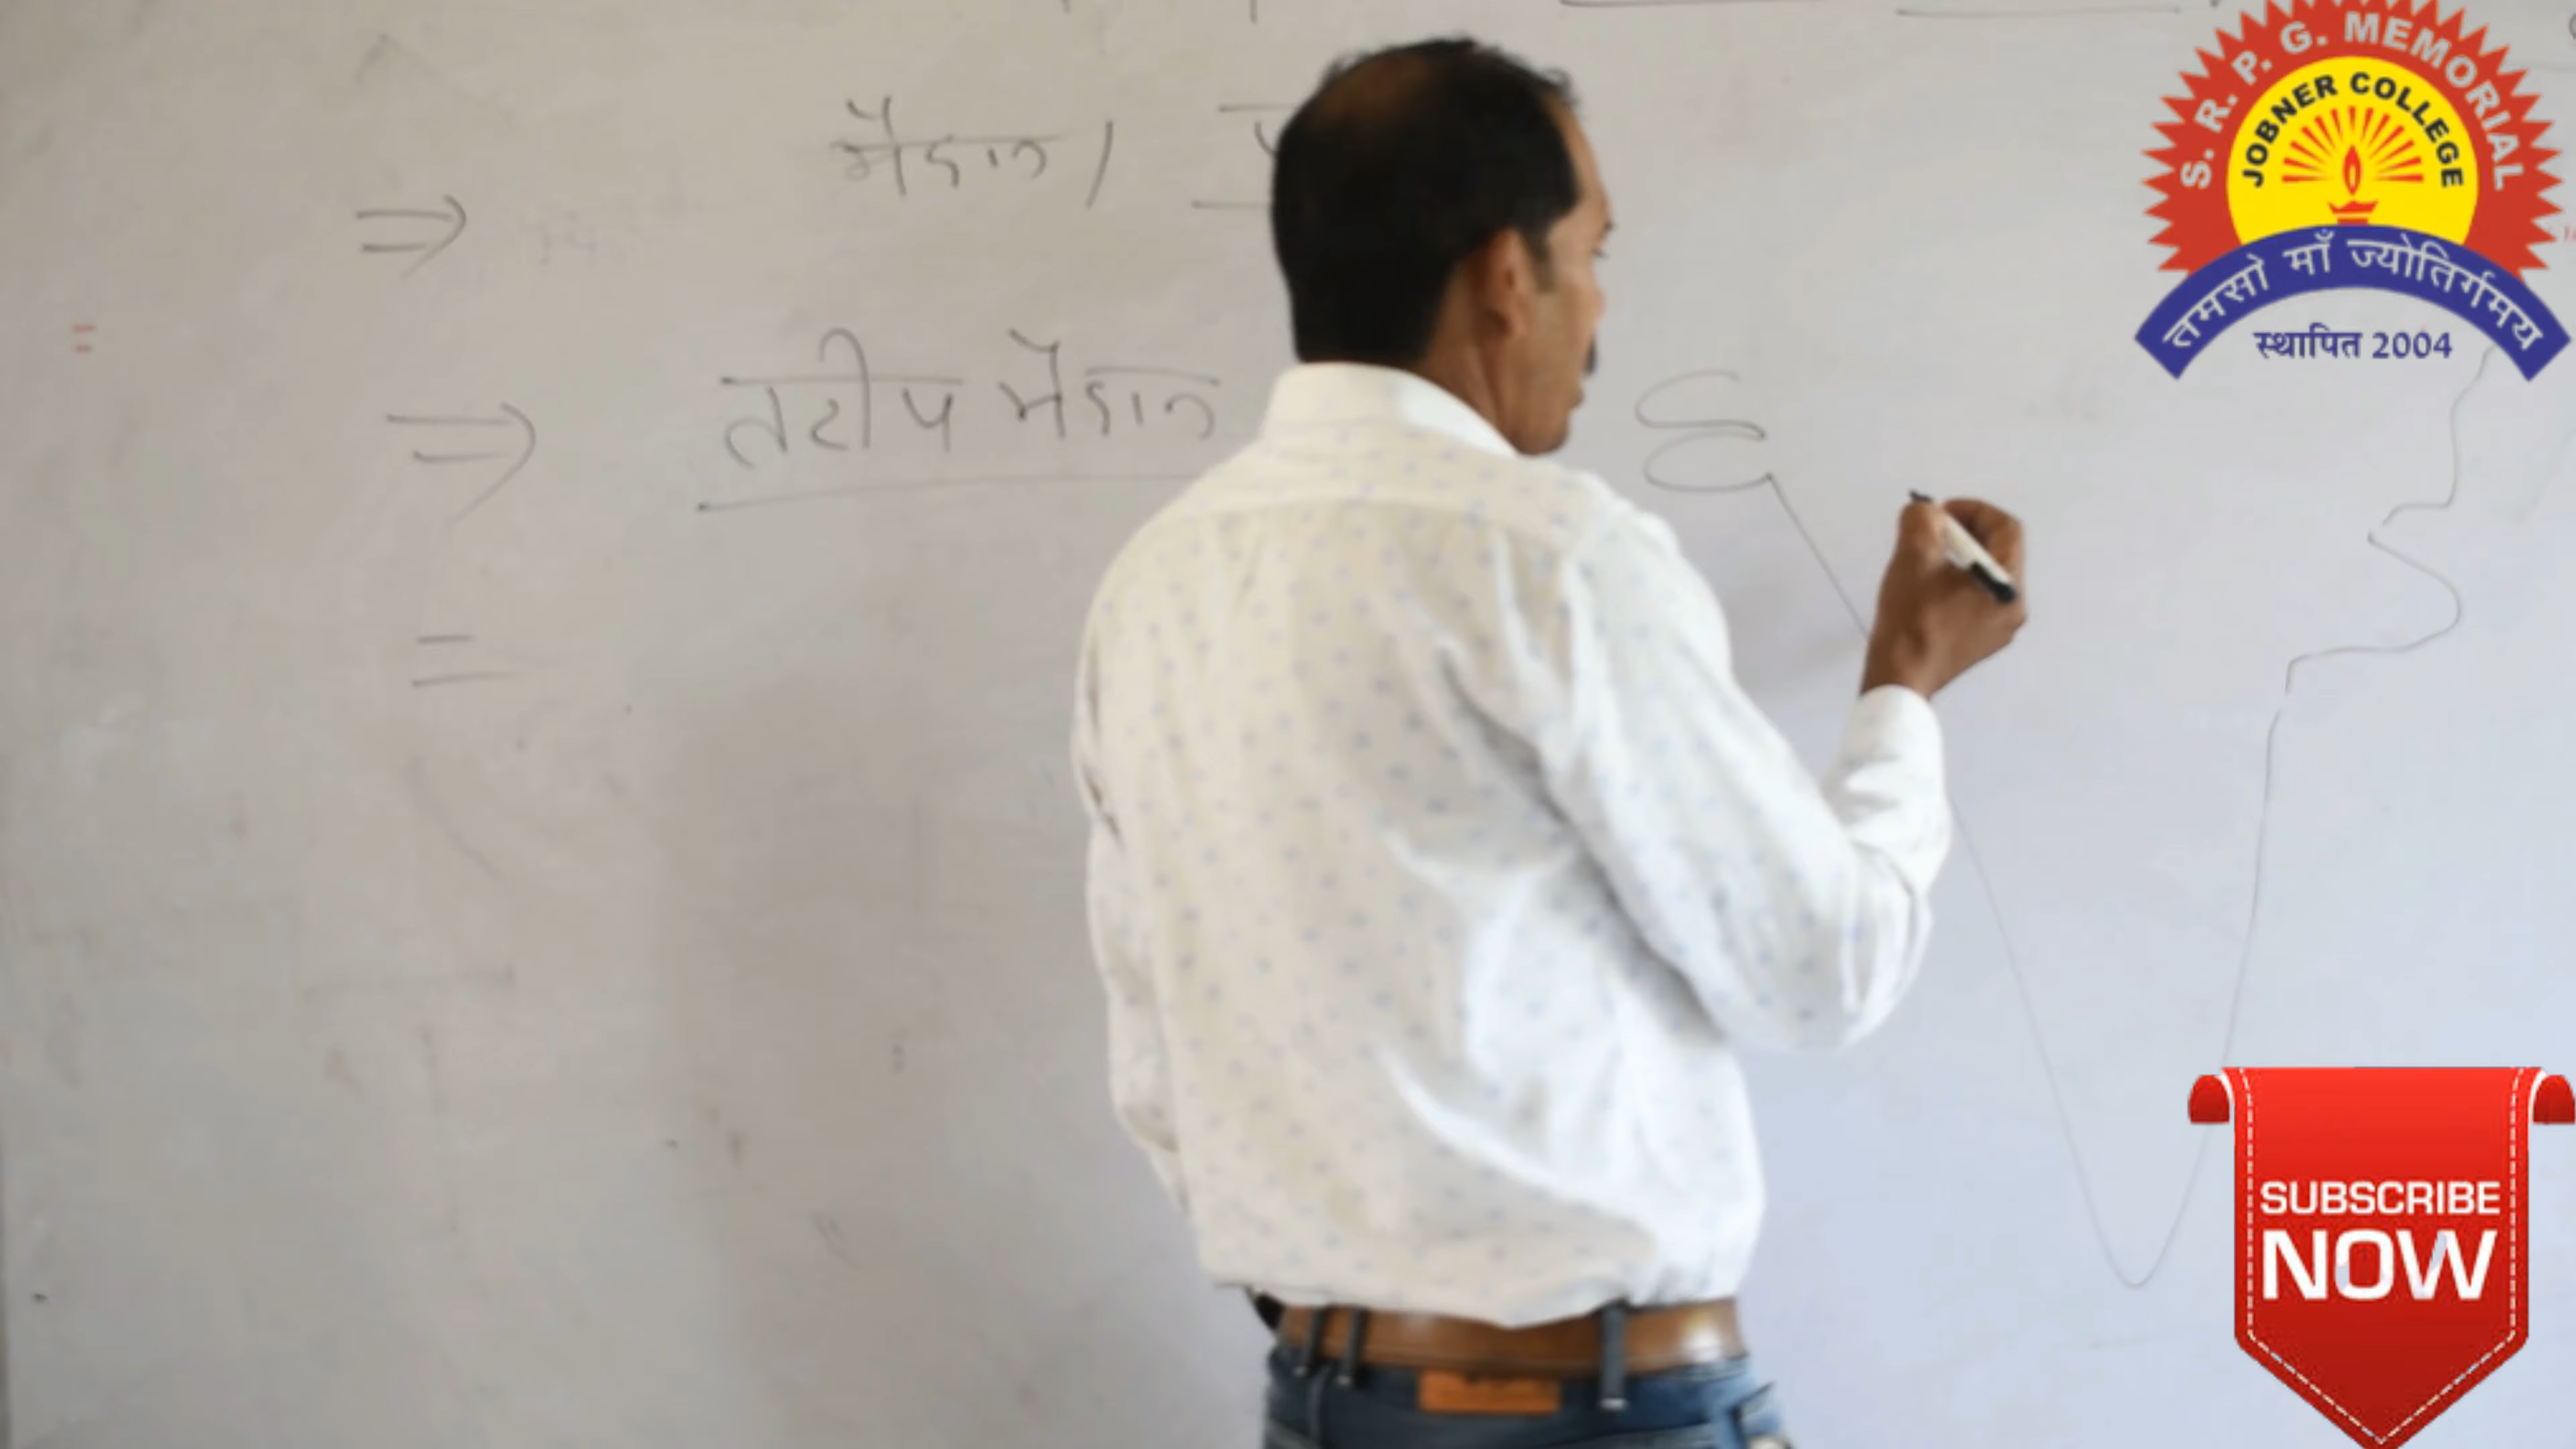 S. R. P. G. MEMORIAL
JOBNER COLLEGE
तमसो माँ ज्योतिर्गमय
स्थापित 2004
⇒ मैदान /
⇒ तटीय मैदान
=
SUBSCRIBE
NOW